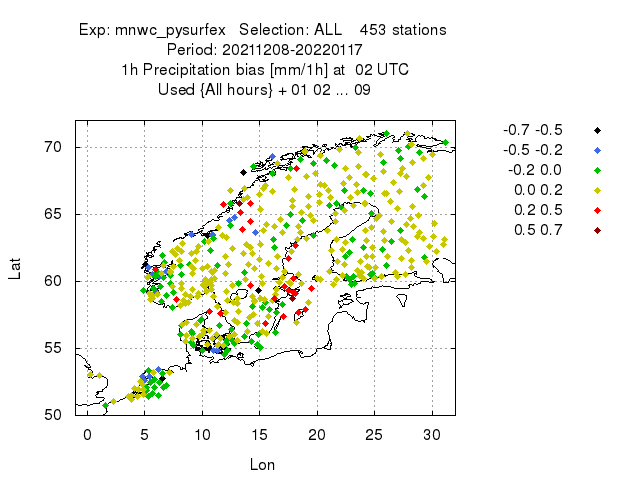 Exp: mnwc_pysurfex   Selection: ALL    453 stations
Period: 20211208-20220117
1h Precipitation bias [mm/1h] at  02 UTC
Used {All hours} + 01 02 ... 09
-0.7 -0.5
-0.5 -0.2
-0.2 0.0
0.0 0.2
0.2 0.5
0.5 0.7
70
65
60
55
50
Lat
0 5 10 15 20 25 30
Lon